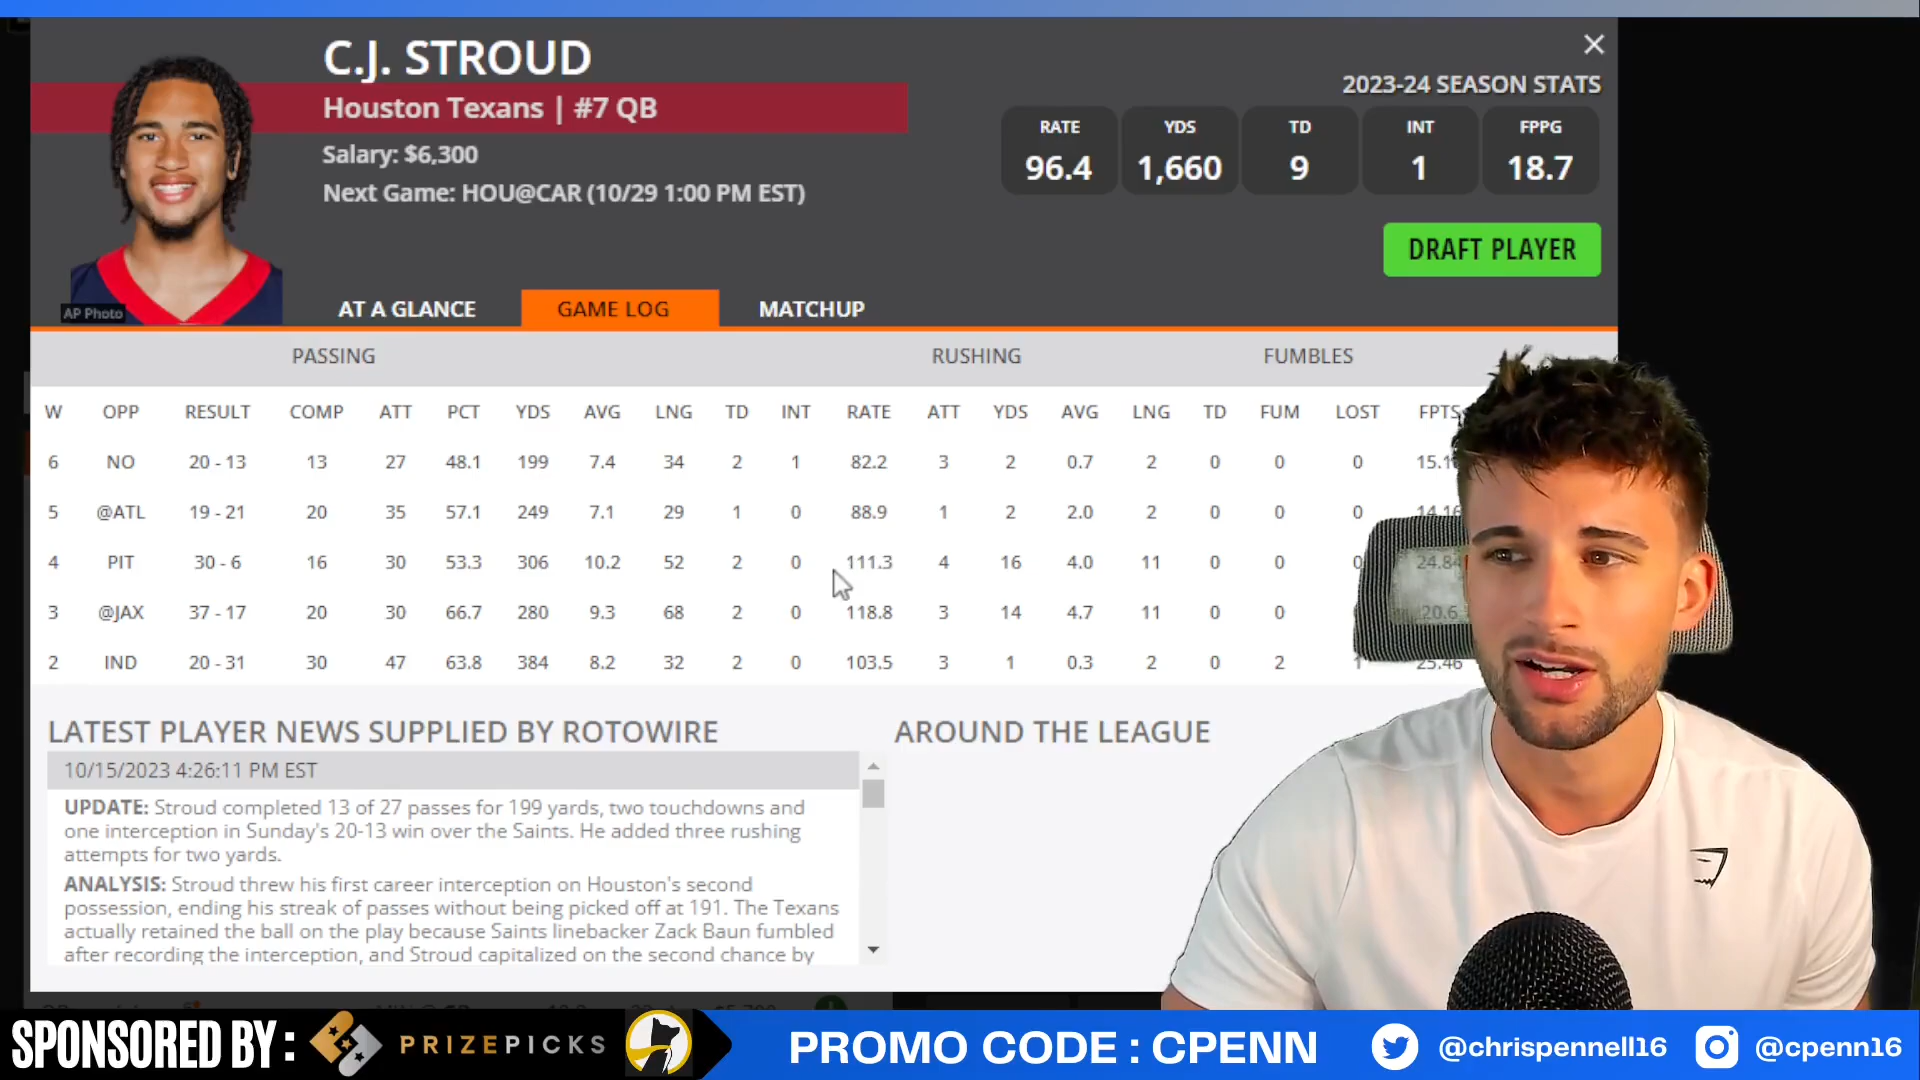 C.J. STROUD
Houston Texans | #7 QB
Salary: $6,300
Next Game: HOU@CAR (10/29 1:00 PM EST)
2023-24 SEASON STATS
RATE YDS TD INT FPPG
96.4 1,660 9 1 18.7
DRAFT PLAYER
AP Photo
AT A GLANCE GAME LOG MATCHUP
PASSING RUSHING FUMBLES
W OPP RESULT COMP ATT PCT YDS AVG LNG TD INT RATE ATT YDS AVG LNG TD FUM LOST FPTS
6 NO 20 - 13 13 27 48.1 199 7.4 34 2 1 82.2 3 2 0.7 2 0 0 0
5 @ATL 19 - 21 20 35 57.1 249 7.1 29 1 0 88.9 1 2 2.0 2 0 0 0 14.16
4 PIT 30 - 6 16 30 53.3 306 10.2 52 2 0 111.3 4 16 4.0 11 0 0 0 24.84
3 @JAX 37 - 17 20 30 66.7 280 9.3 68 2 0 118.8 3 14 4.7 11 0 0 20.6
2 IND 20 - 31 30 47 63.8 384 8.2 32 2 0 103.5 3 1 0.3 2 0 2 1 25.46
LATEST PLAYER NEWS SUPPLIED BY ROTOWIRE
AROUND THE LEAGUE
10/15/2023 4:26:11 PM EST
UPDATE: Stroud completed 13 of 27 passes for 199 yards, two touchdowns and
one interception in Sunday's 20-13 win over the Saints. He added three rushing
attempts for two yards.
ANALYSIS: Stroud threw his first career interception on Houston's second
possession, ending his streak of passes without being picked off at 191. The Texans
actually retained the ball on the play because Saints linebacker Zack Baun fumbled
after recording the interception, and Stroud capitalized on the second chance by
SPONSORED BY : PRIZEPICKS PROMO CODE : CPENN @chrispennell16 @cpenn16